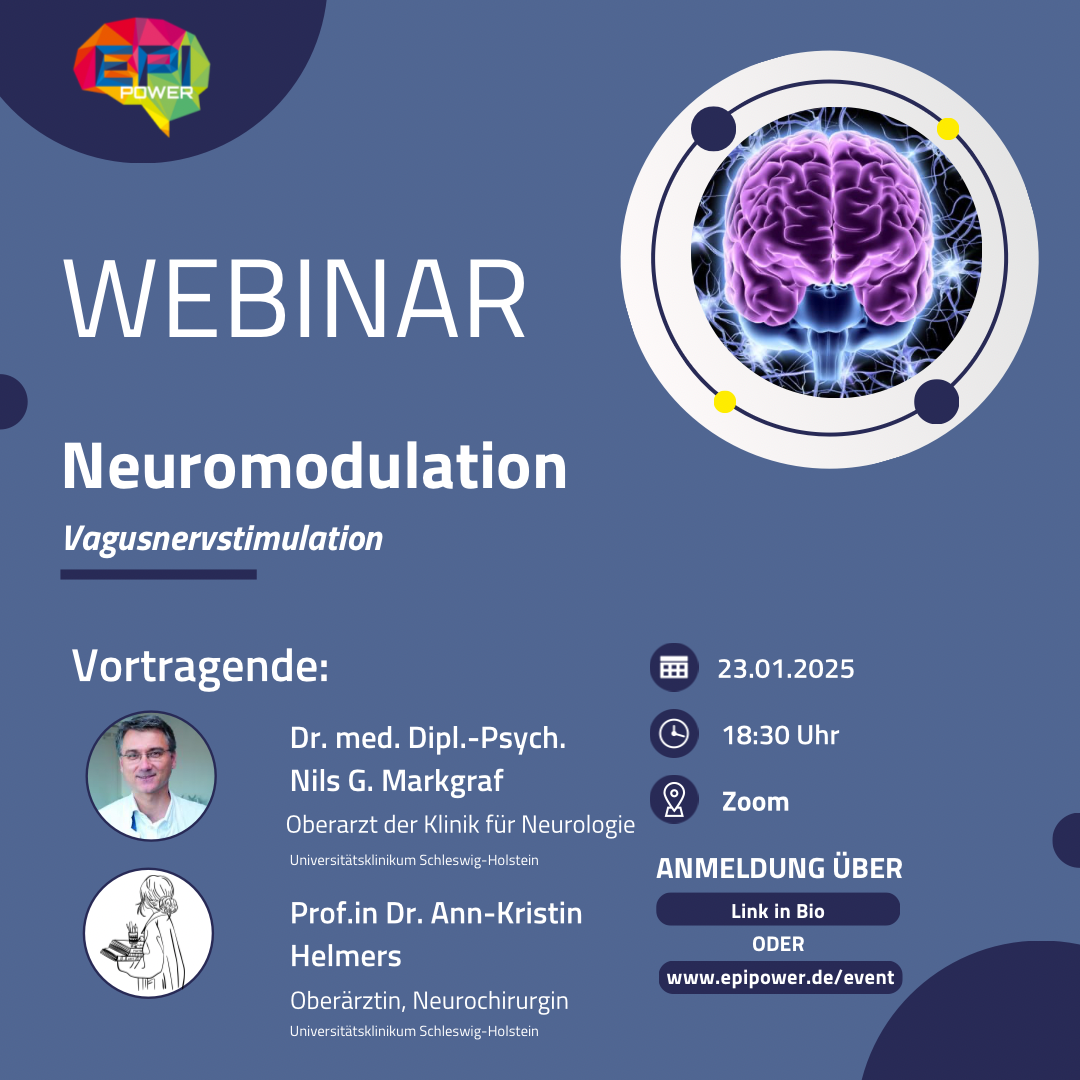 EPI
POWER
WEBINAR
Neuromodulation
Vagusnervstimulation
Vortragende:
Dr. med. Dipl.-Psych.
Nils G. Markgraf
Oberarzt der Klinik für Neurologie
Universitätsklinikum Schleswig-Holstein
Prof.in Dr. Ann-Kristin
Helmers
Oberärztin, Neurochirurgin
Universitätsklinikum Schleswig-Holstein
23.01.2025
18:30 Uhr
Zoom
ANMELDUNG ÜBER
Link in Bio
ODER
www.epipower.de/event